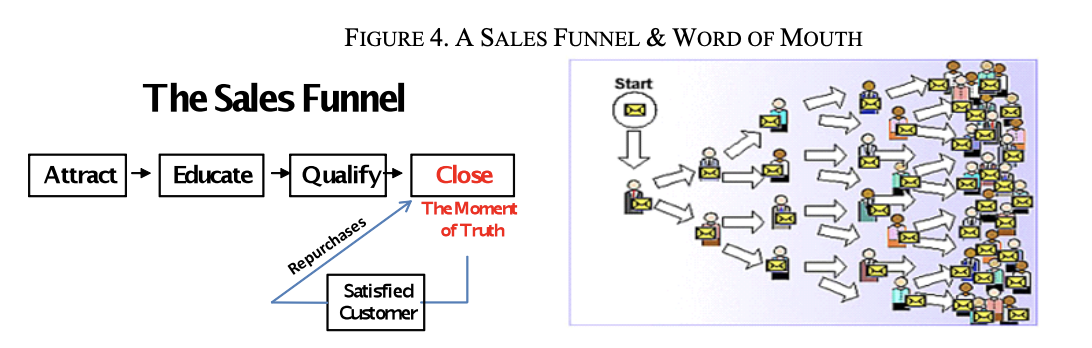 FIGURE 4. A SALES FUNNEL & WORD OF MOUTH
The Sales Funnel
Attract
Educate
Qualify
Close
The Moment
of Truth
Repurchases
Satisfied
Customer
Start